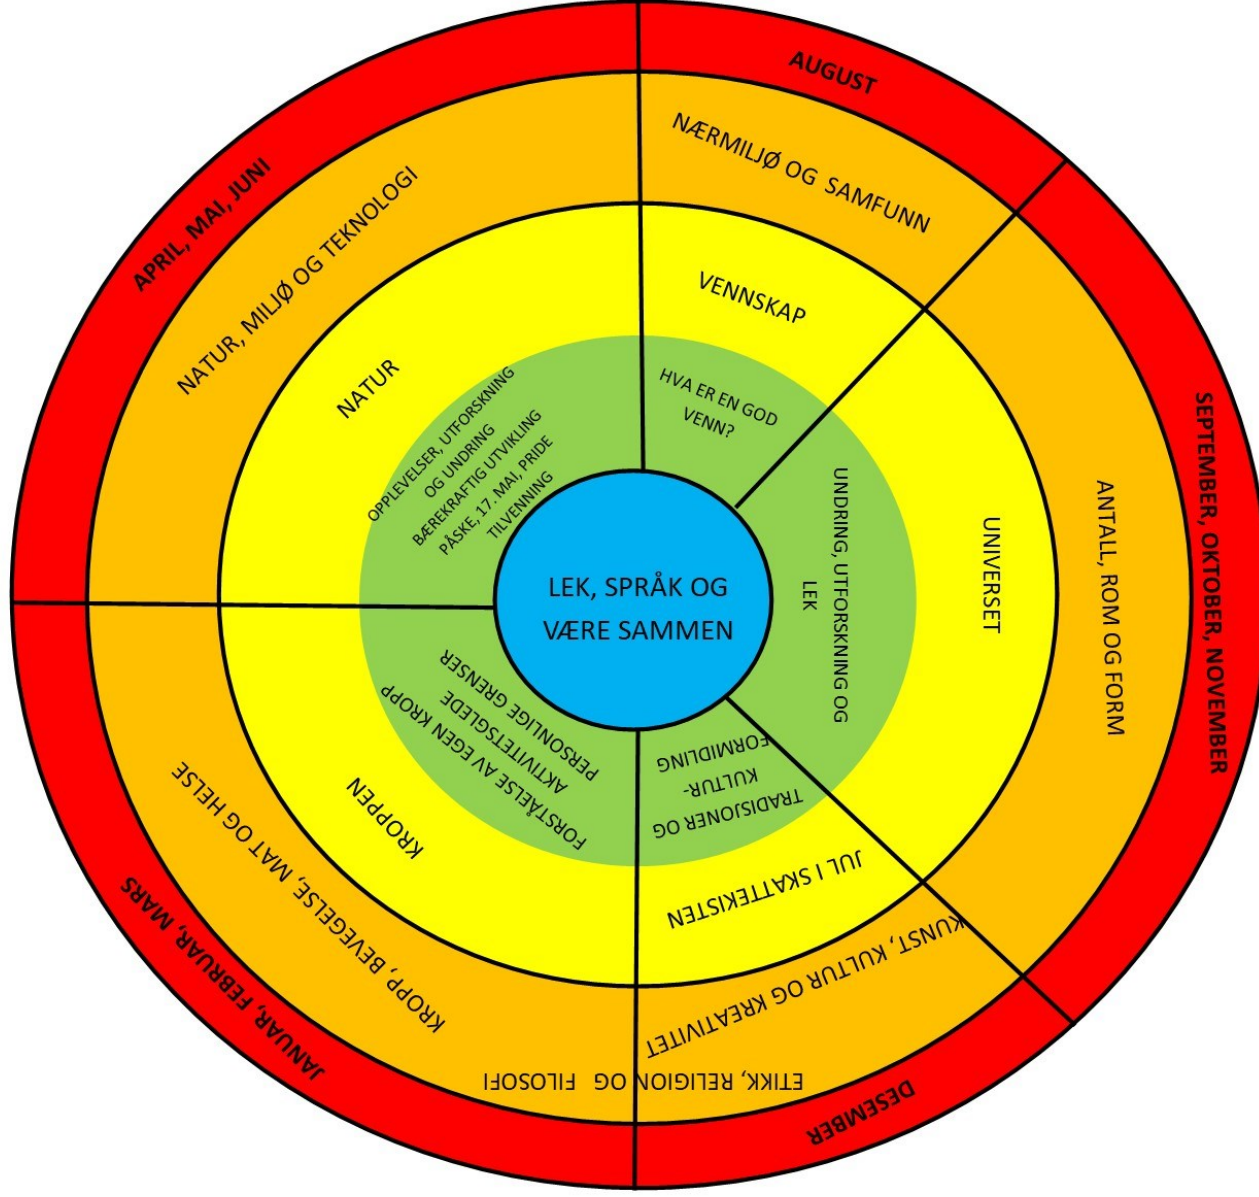 AUGUST
NÆRMILJØ OG SAMFUNN
VENNSKAP
HVA ER EN GOD
VENN?
SEPTEMBER, OKTOBER, NOVEMBER
ANTALL, ROM OG FORM
UNIVERSET
UNDRING, UTFORSKNING OG
LEK
DESEMBER
KUNST, KULTUR OG KREATIVITET
ETIKK, RELIGION OG FILOSOFI
JUL I SKATTEKISTEN
TRADISJONER OG
KULTUR-
FORMIDLING
JANUAR, FEBRUAR, MARS
KROPP, BEVEGELSE, MAT OG HELSE
KROPPEN
FORSTÅELSE AV EGEN KROPP
AKTIVITETSGLEDE
PERSONLIGE GRENSER
APRIL, MAI, JUNI
NATUR, MILJØ OG TEKNOLOGI
NATUR
OPPLEVELSER, UTFORSKNING
OG UNDRING
BÆREKRAFTIG UTVIKLING
PÅSKE, 17. MAI, PRIDE
TILVENNING
LEK, SPRÅK OG
VÆRE SAMMEN